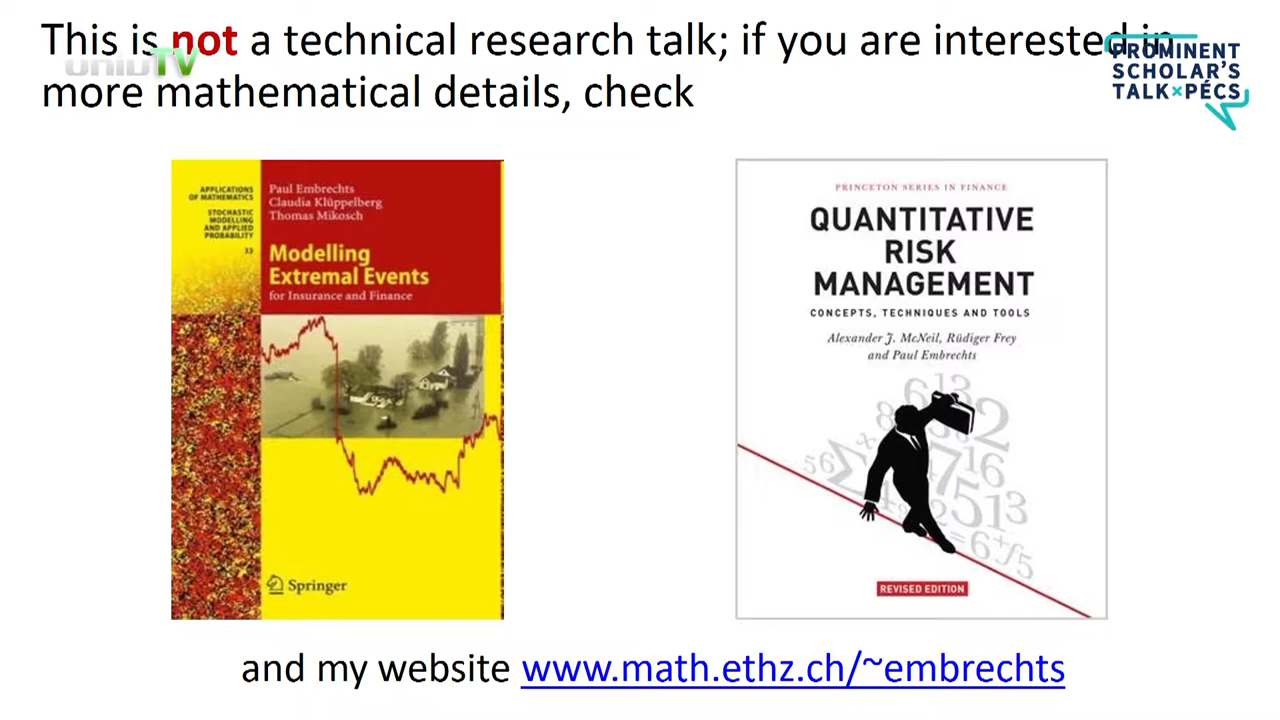 This is not a technical research talk; if you are interested in
more mathematical details, check
UNIDTV
PROMINENT
SCHOLAR'S
TALK×PÉCS
APPLICATIONS
OF MATHEMATICS
STOCHASTIC
MODELLING
AND APPLIED
PROBABILITY
33
Paul Embrechts
Claudia Klüppelberg
Thomas Mikosch
Modelling
Extremal Events
for Insurance and Finance
Springer
PRINCETON SERIES IN FINANCE
QUANTITATIVE
RISK
MANAGEMENT
CONCEPTS, TECHNIQUES AND TOOLS
Alexander J. McNeil, Rüdiger Frey
and Paul Embrechts
REVISED EDITION
and my website www.math.ethz.ch/~embrechts